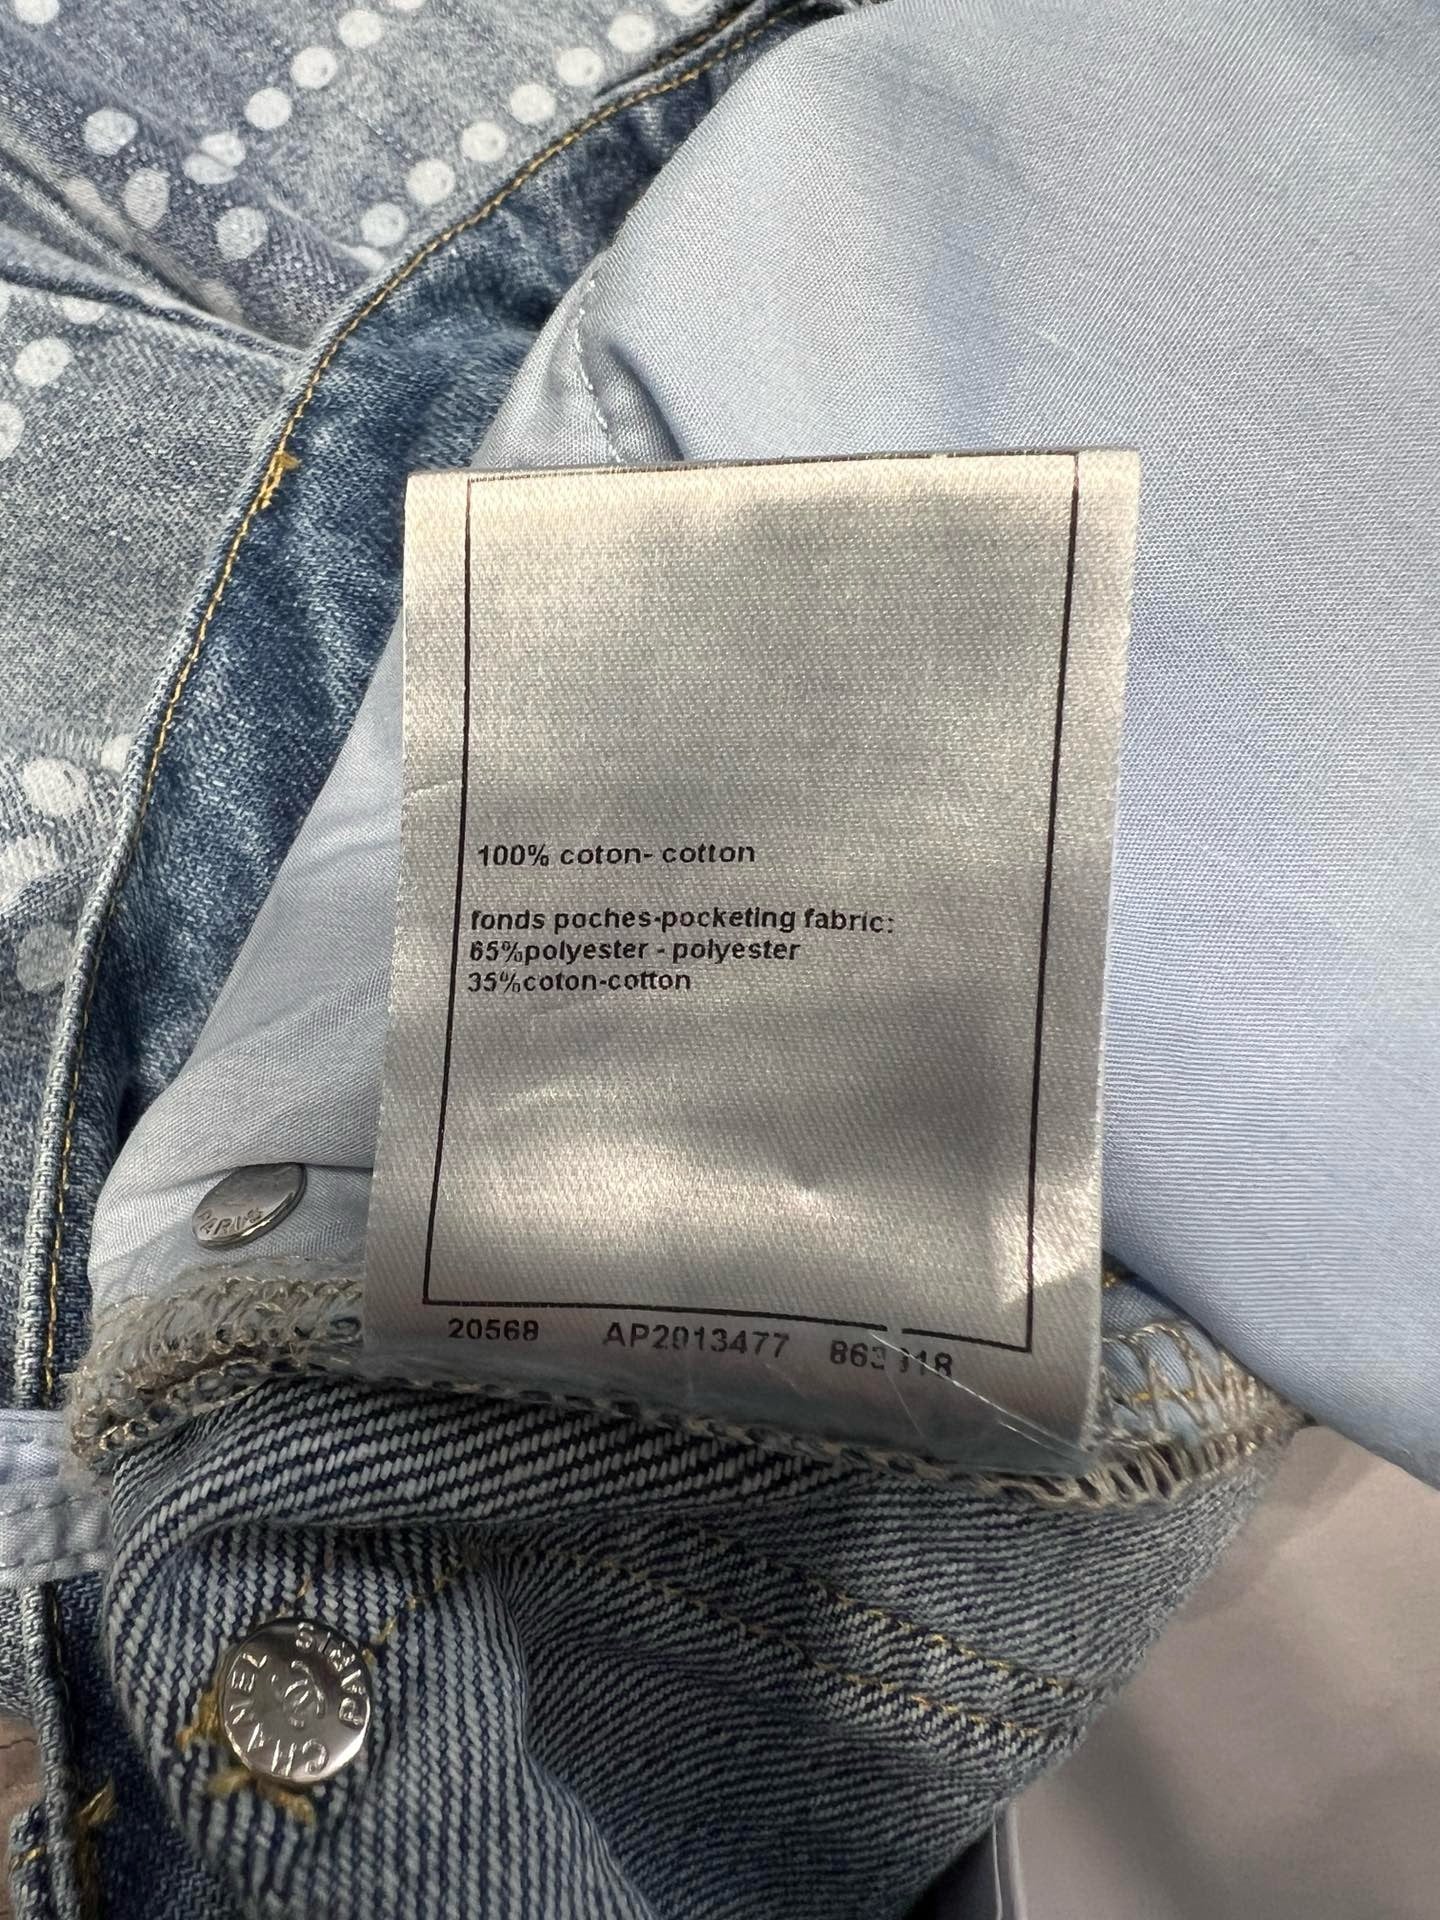 100% coton- cotton
fonds poches-pocketing fabric:
65%polyester - polyester
35%coton-cotton
20568 AP2013477
CHANEL PARIS